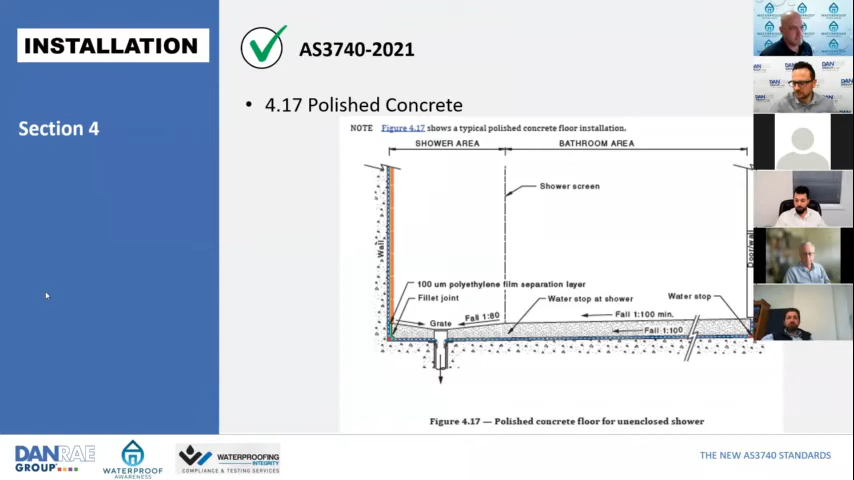 INSTALLATION
Section 4
AS3740-2021
• 4.17 Polished Concrete
NOTE Figure 4.17 shows a typical polished concrete floor installation.
SHOWER AREA
BATHROOM AREA
Shower screen
Wall
Door/wall
100 um polyethylene film separation layer
Fillet joint
Water stop at shower
Water stop
Grate
Fall 1:80
Fall 1:100 min.
Fall 1:100
Figure 4.17 — Polished concrete floor for unenclosed shower
DANRAE
GROUP
WATERPROOF
AWARENESS
WATERPROOFING
INTEGRITY
COMPLIANCE & TESTING SERVICES
THE NEW AS3740 STANDARDS